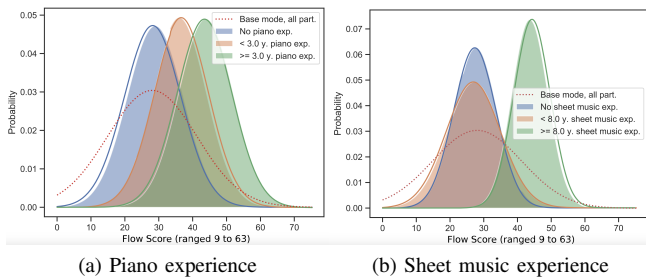 0.05
0.04
0.03
0.02
0.01
0.00
Probability
0 10 20 30 40 50 60 70
Flow Score (ranged 9 to 63)
Base mode, all part.
No piano exp.
< 3.0 y. piano exp.
>= 3.0 y. piano exp.
(a) Piano experience
0.07
0.06
0.05
0.04
0.03
0.02
0.01
0.00
Probability
0 10 20 30 40 50 60 70
Flow Score (ranged 9 to 63)
Base mode, all part.
No sheet music exp.
< 8.0 y. sheet music exp.
>= 8.0 y. sheet music exp.
(b) Sheet music experience